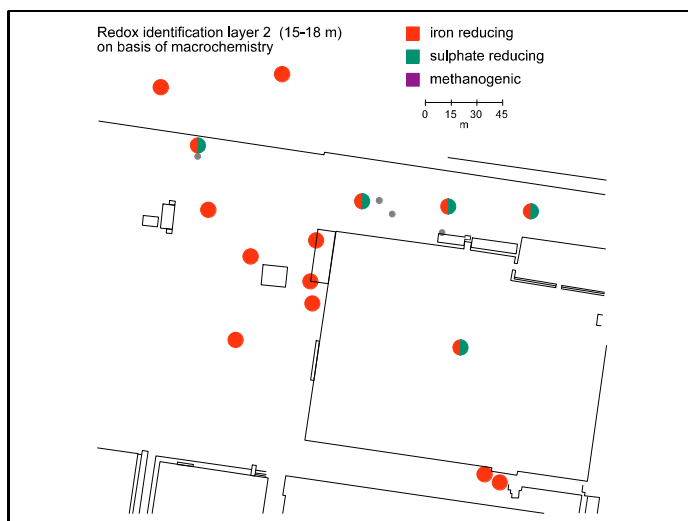 Redox identification layer 2 (15-18 m)
on basis of macrochemistry
iron reducing
sulphate reducing
methanogenic
0 15 30 45
m